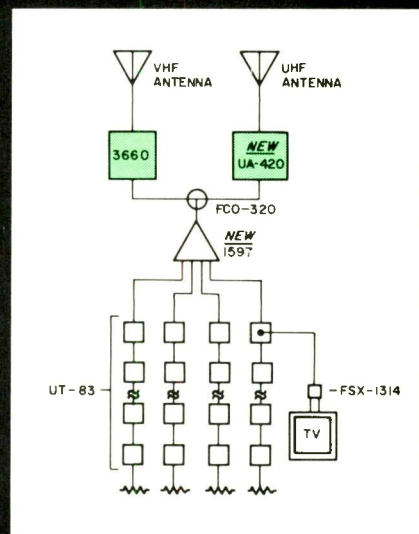 VHF
ANTENNA
UHF
ANTENNA
3660
NEW
UA-420
FCO-320
NEW
1597
UT-83
FSX-1314
TV